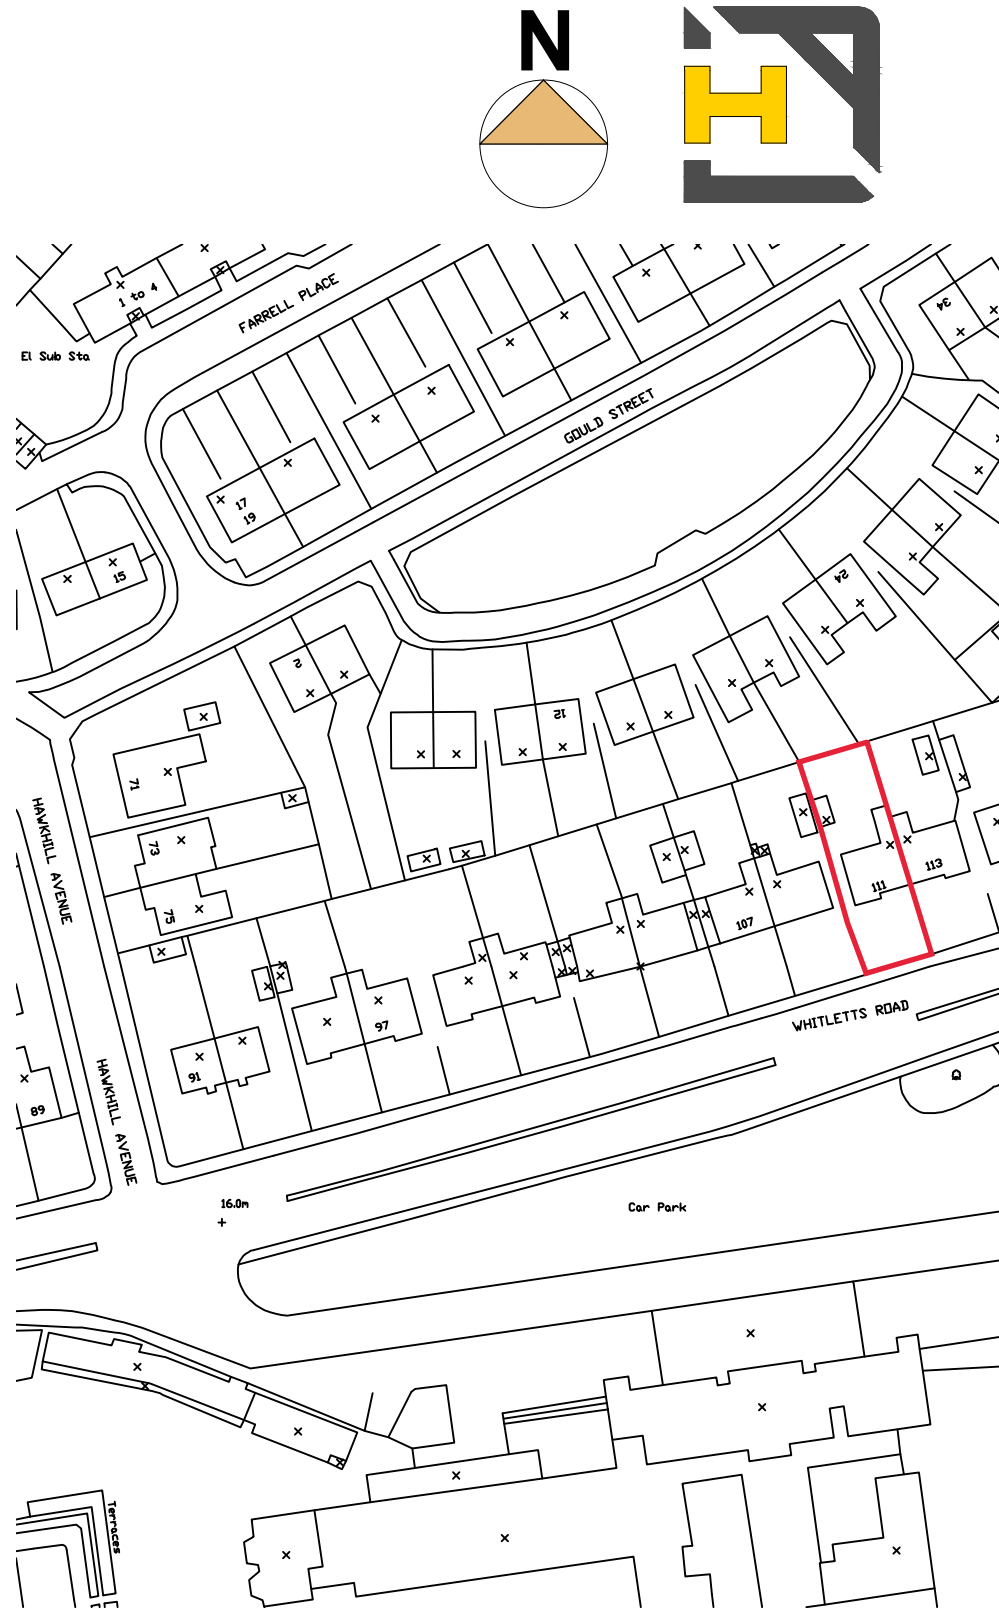 N
1 to 4
34
FARRELL PLACE
El Sub Sta
GOULD STREET
17
19
15
24
2
12
71
HAWKHILL AVENUE
73
75
113
111
107
97
WHITLETTS ROAD
91
89
HAWKHILL AVENUE
16.0m
Car Park
Terraces